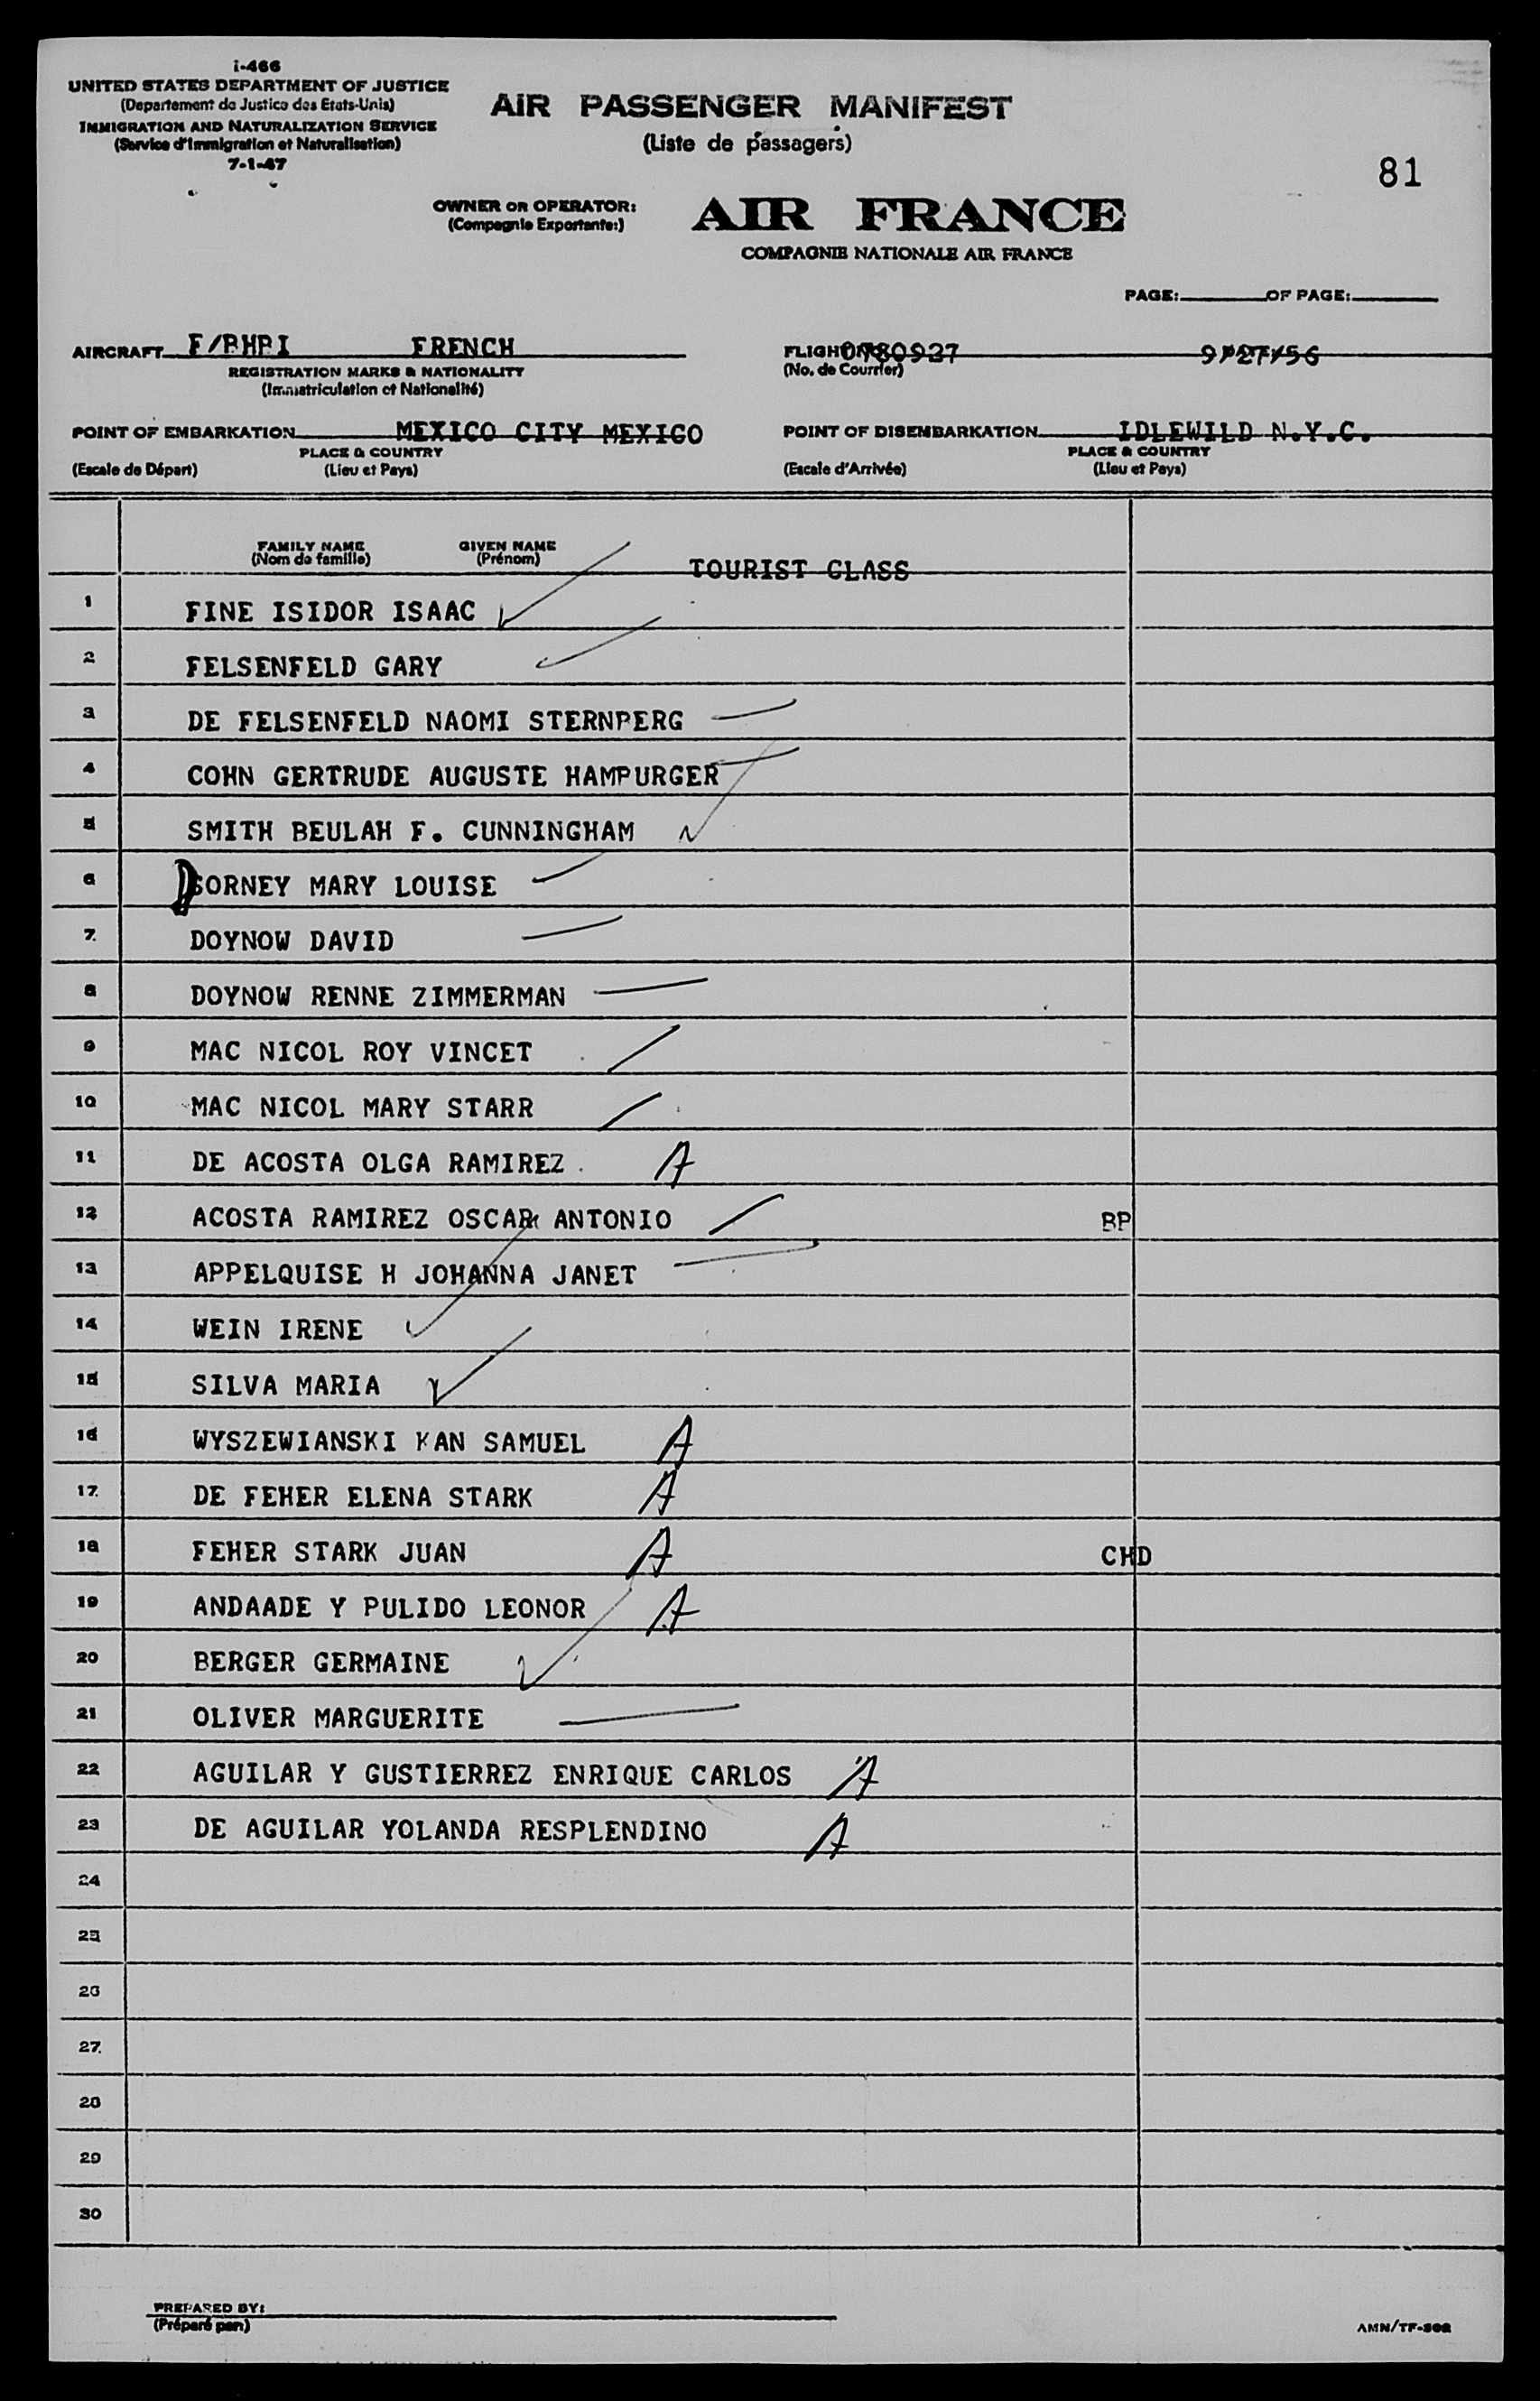 i-466
UNITED STATES DEPARTMENT OF JUSTICE
(Departement de Justice des Etats-Unis)
IMMIGRATION AND NATURALIZATION SERVICE
(Service d'Immigration et Naturalisation)
7-1-47
AIR PASSENGER MANIFEST
(Liste de passagers)
81
OWNER OR OPERATOR:
(Compagnie Exportante:)
AIR FRANCE
COMPAGNIE NATIONALE AIR FRANCE
PAGE: OF PAGE:
AIRCRAFT F/BHBI FRENCH
REGISTRATION MARKS & NATIONALITY
(Immatriculation et Nationalité)
FLIGHT 0780927 9/27/56
(No. de Courrier)
POINT OF EMBARKATION MEXICO CITY MEXICO
PLACE & COUNTRY
(Escale de Départ) (Lieu et Pays)
POINT OF DISEMBARKATION IDLEWILD N.Y.C.
PLACE & COUNTRY
(Escale d'Arrivée) (Lieu et Pays)
FAMILY NAME GIVEN NAME
(Nom de famille) (Prénom)
TOURIST CLASS
1 FINE ISIDOR ISAAC
2 FELSENFELD GARY
3 DE FELSENFELD NAOMI STERNPERG
4 COHN GERTRUDE AUGUSTE HAMPURGER
5 SMITH BEULAH F. CUNNINGHAM
6 DORNEY MARY LOUISE
7 DOYNOW DAVID
8 DOYNOW RENNE ZIMMERMAN
9 MAC NICOL ROY VINCET
10 MAC NICOL MARY STARR
11 DE ACOSTA OLGA RAMIREZ A
12 ACOSTA RAMIREZ OSCAR ANTONIO BP
13 APPELQUISE H JOHANNA JANET
14 WEIN IRENE
15 SILVA MARIA
16 WYSZEWIANSKI KAN SAMUEL A
17 DE FEHER ELENA STARK A
18 FEHER STARK JUAN A CHD
19 ANDAADE Y PULIDO LEONOR A
20 BERGER GERMAINE
21 OLIVER MARGUERITE
22 AGUILAR Y GUSTIERREZ ENRIQUE CARLOS A
23 DE AGUILAR YOLANDA RESPLENDINO A
24
25
26
27
28
29
30
PREPARED BY:
(Préparé par)
AMN/TF-302